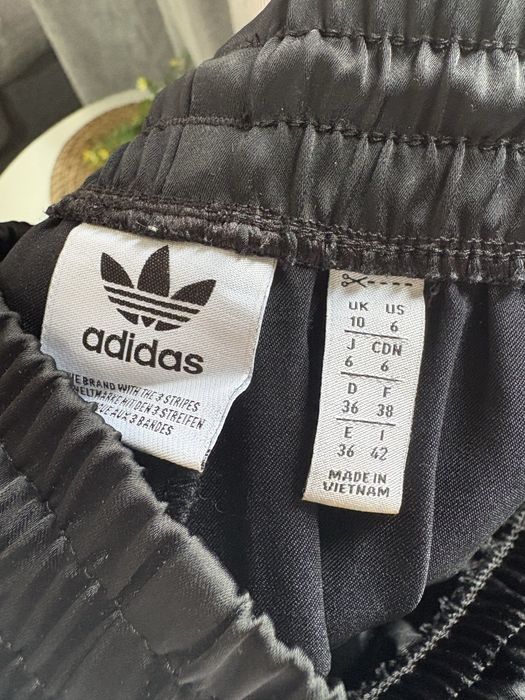 adidas
BRAND WITH THE 3 STRIPES
MARKE MIT DEN 3 STREIFEN
AUX 3 BANDES
UK US
10 6
J CDN
6 6
D F
36 38
E I
36 42
MADE IN
VIETNAM